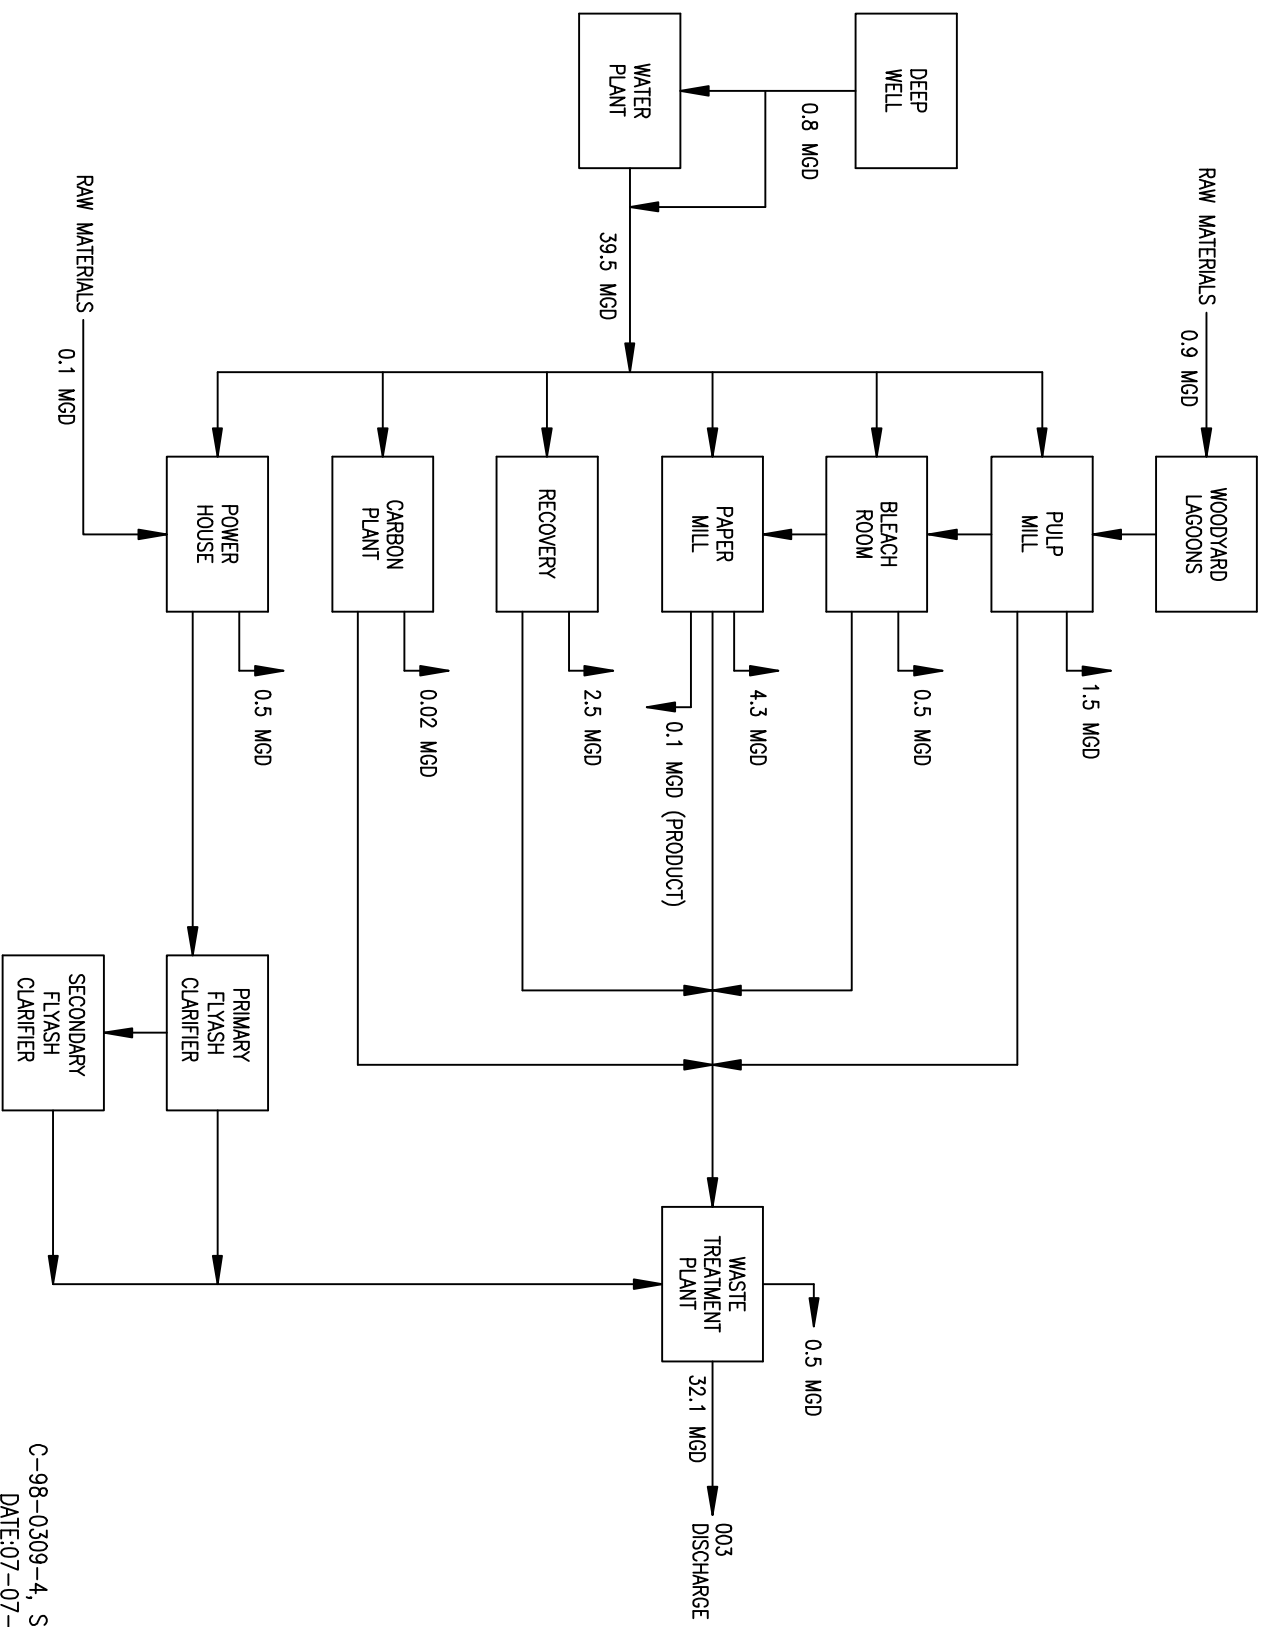 RAW MATERIALS
0.9 MGD
WOODYARD
LAGOONS
DEEP
WELL
0.8 MGD
WATER
PLANT
39.5 MGD
RAW MATERIALS
0.1 MGD
PULP
MILL
1.5 MGD
BLEACH
ROOM
0.5 MGD
PAPER
MILL
4.3 MGD
0.1 MGD (PRODUCT)
RECOVERY
2.5 MGD
CARBON
PLANT
0.02 MGD
POWER
HOUSE
0.5 MGD
PRIMARY
FLYASH
CLARIFIER
SECONDARY
FLYASH
CLARIFIER
WASTE
TREATMENT
PLANT
0.5 MGD
32.1 MGD
003
DISCHARGE
C-98-0309-4, S
DATE:07-07-